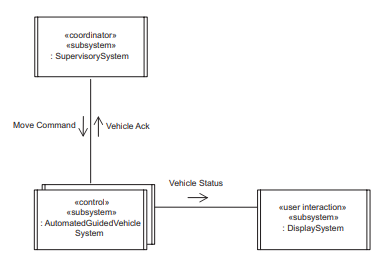 «coordinator»
«subsystem»
: SupervisorySystem
Move Command
Vehicle Ack
Vehicle Status
«control»
«subsystem»
: AutomatedGuidedVehicle
System
«user interaction»
«subsystem»
: DisplaySystem